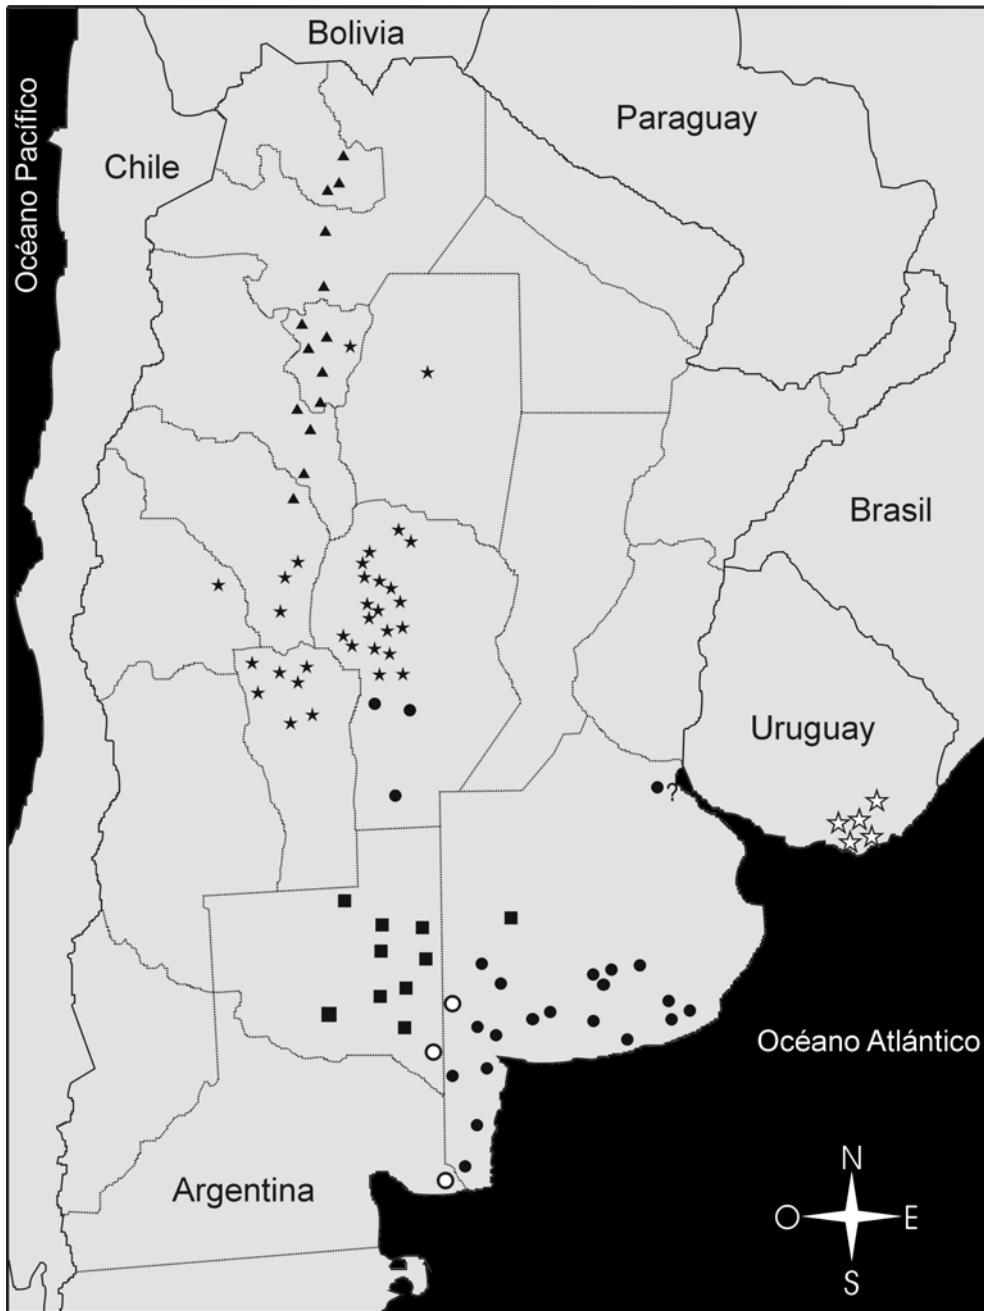 Bolivia
Océano Pacífico
Paraguay
Chile
Brasil
Uruguay
?
Océano Atlántico
Argentina
N
O
E
S